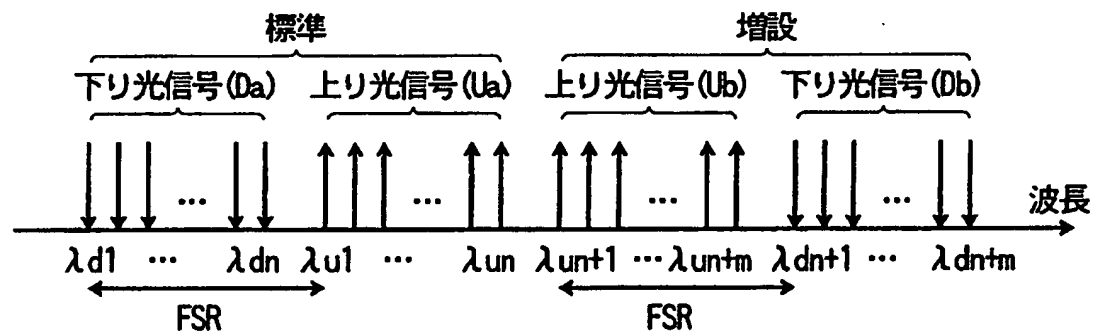 標準 増設
下り光信号(Da) 上り光信号(Ua) 上り光信号(Ub) 下り光信号(Db)
… … … …
波長
λd1 … λdn λu1 … λun λun+1 … λun+m λdn+1 … λdn+m
FSR FSR